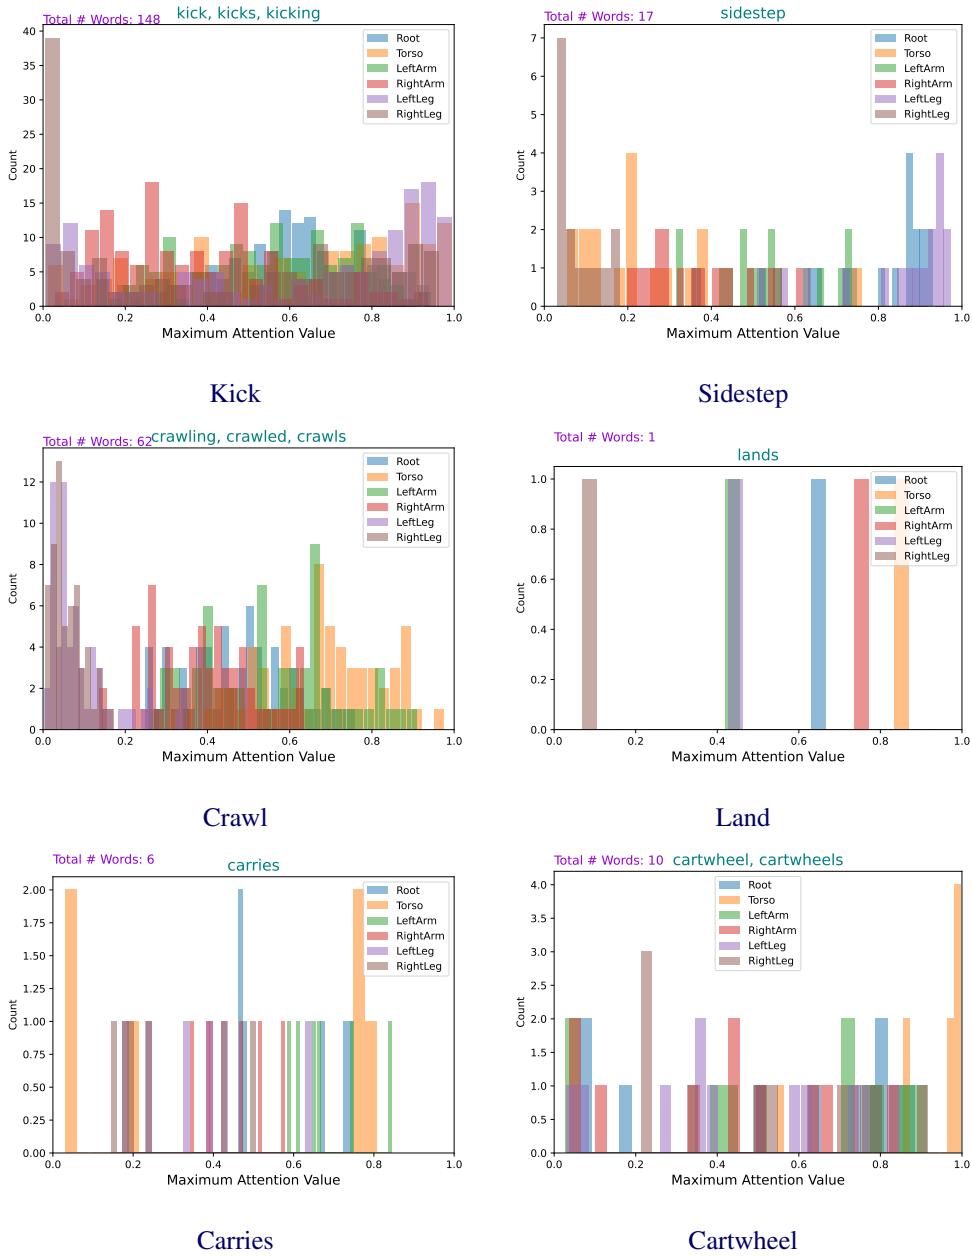 Total # Words: 148
kick, kicks, kicking
40
35
30
25
20
15
10
5
0
Count
Root
Torso
LeftArm
RightArm
LeftLeg
RightLeg
0.0 0.2 0.4 0.6 0.8 1.0
Maximum Attention Value
Kick
Total # Words: 17
sidestep
7
6
5
4
3
2
1
0
Count
Root
Torso
LeftArm
RightArm
LeftLeg
RightLeg
0.0 0.2 0.4 0.6 0.8 1.0
Maximum Attention Value
Sidestep
Total # Words: 62
crawling, crawled, crawls
12
10
8
6
4
2
0
Count
Root
Torso
LeftArm
RightArm
LeftLeg
RightLeg
0.0 0.2 0.4 0.6 0.8 1.0
Maximum Attention Value
Crawl
Total # Words: 1
lands
1.0
0.8
0.6
0.4
0.2
0.0
Count
Root
Torso
LeftArm
RightArm
LeftLeg
RightLeg
0.0 0.2 0.4 0.6 0.8 1.0
Maximum Attention Value
Land
Total # Words: 6
carries
2.00
1.75
1.50
1.25
1.00
0.75
0.50
0.25
0.00
Count
Root
Torso
LeftArm
RightArm
LeftLeg
RightLeg
0.0 0.2 0.4 0.6 0.8 1.0
Maximum Attention Value
Carries
Total # Words: 10
cartwheel, cartwheels
4.0
3.5
3.0
2.5
2.0
1.5
1.0
0.5
0.0
Count
Root
Torso
LeftArm
RightArm
LeftLeg
RightLeg
0.0 0.2 0.4 0.6 0.8 1.0
Maximum Attention Value
Cartwheel